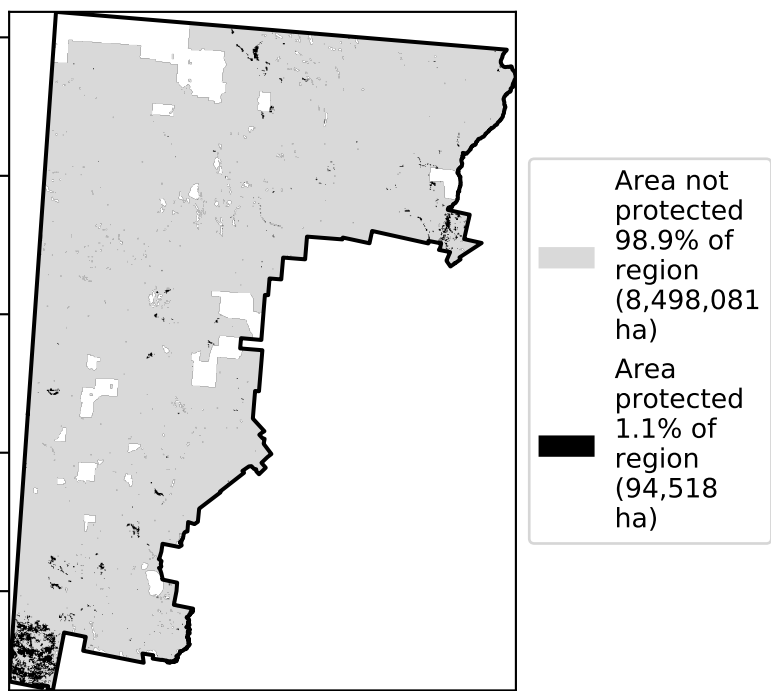 Area not
protected
98.9% of
region
(8,498,081
ha)
Area
protected
1.1% of
region
(94,518
ha)